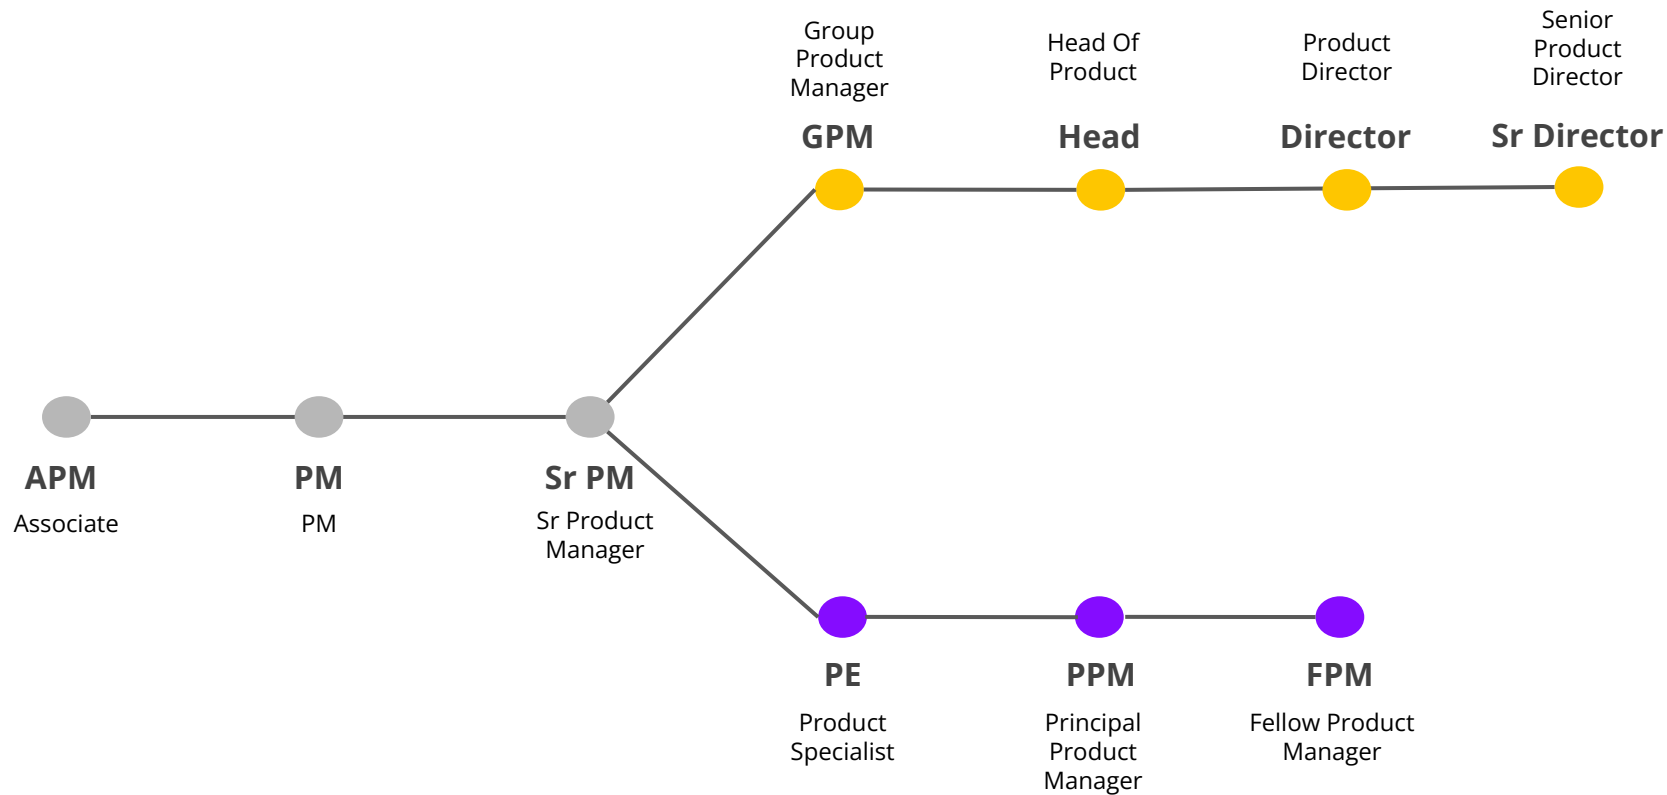 Group
Product
Manager
GPM
Head Of
Product
Head
Product
Director
Director
Senior
Product
Director
Sr Director
APM
Associate
PM
PM
Sr PM
Sr Product
Manager
PE
Product
Specialist
PPM
Principal
Product
Manager
FPM
Fellow Product
Manager